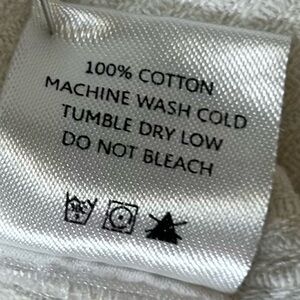 100% COTTON
MACHINE WASH COLD
TUMBLE DRY LOW
DO NOT BLEACH